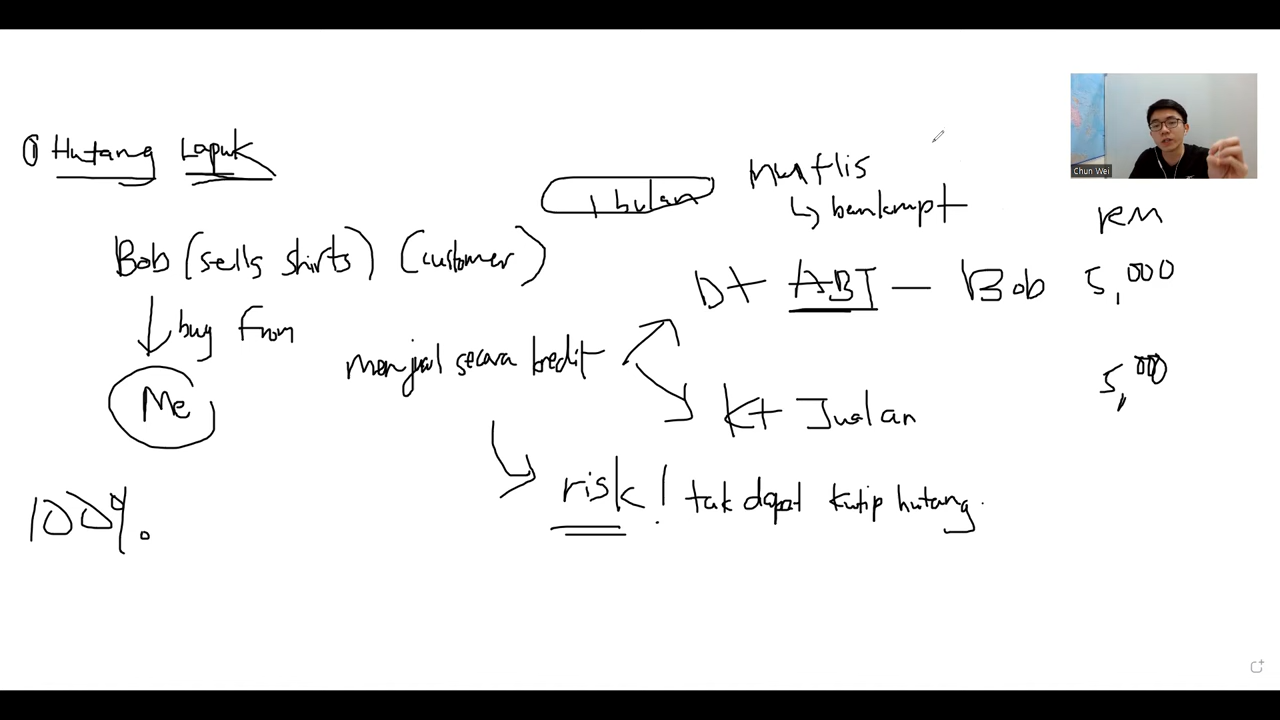 ① Hutang Lapuk
1 bulan
muflis
↳ bankrupt
Chun Wei
RM
Bob (sells shirts) (customer)
Dt ABT — Bob 5,000
buy from
menjual secara kredit
Me
Kt Jualan 5,000
risk! tak dapat kutip hutang.
100%